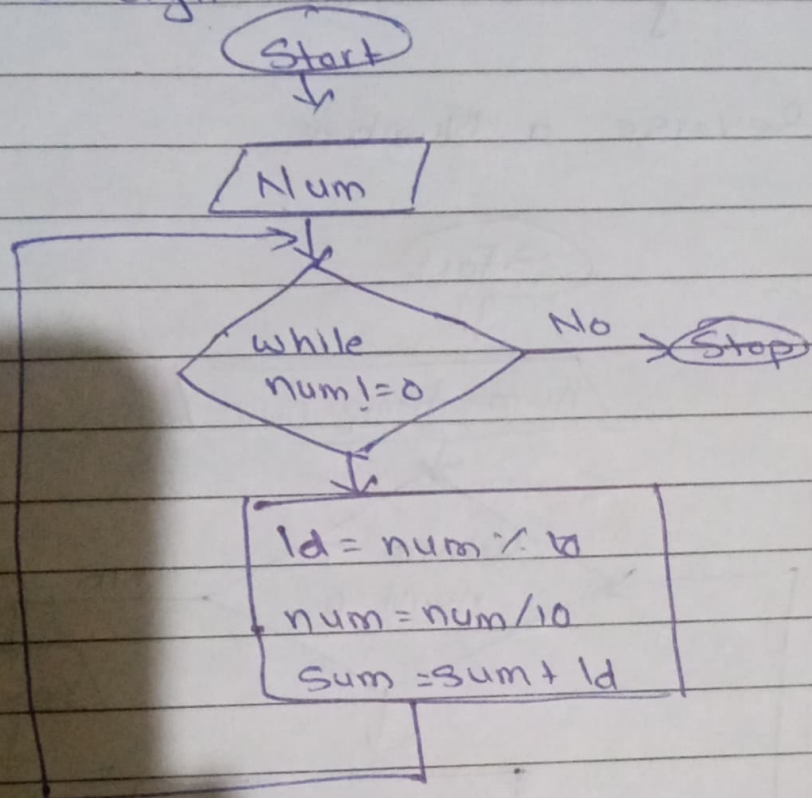 Start
Num
while
num!=0
No
Stop
ld = num % 10
num = num/10
Sum = sum + ld